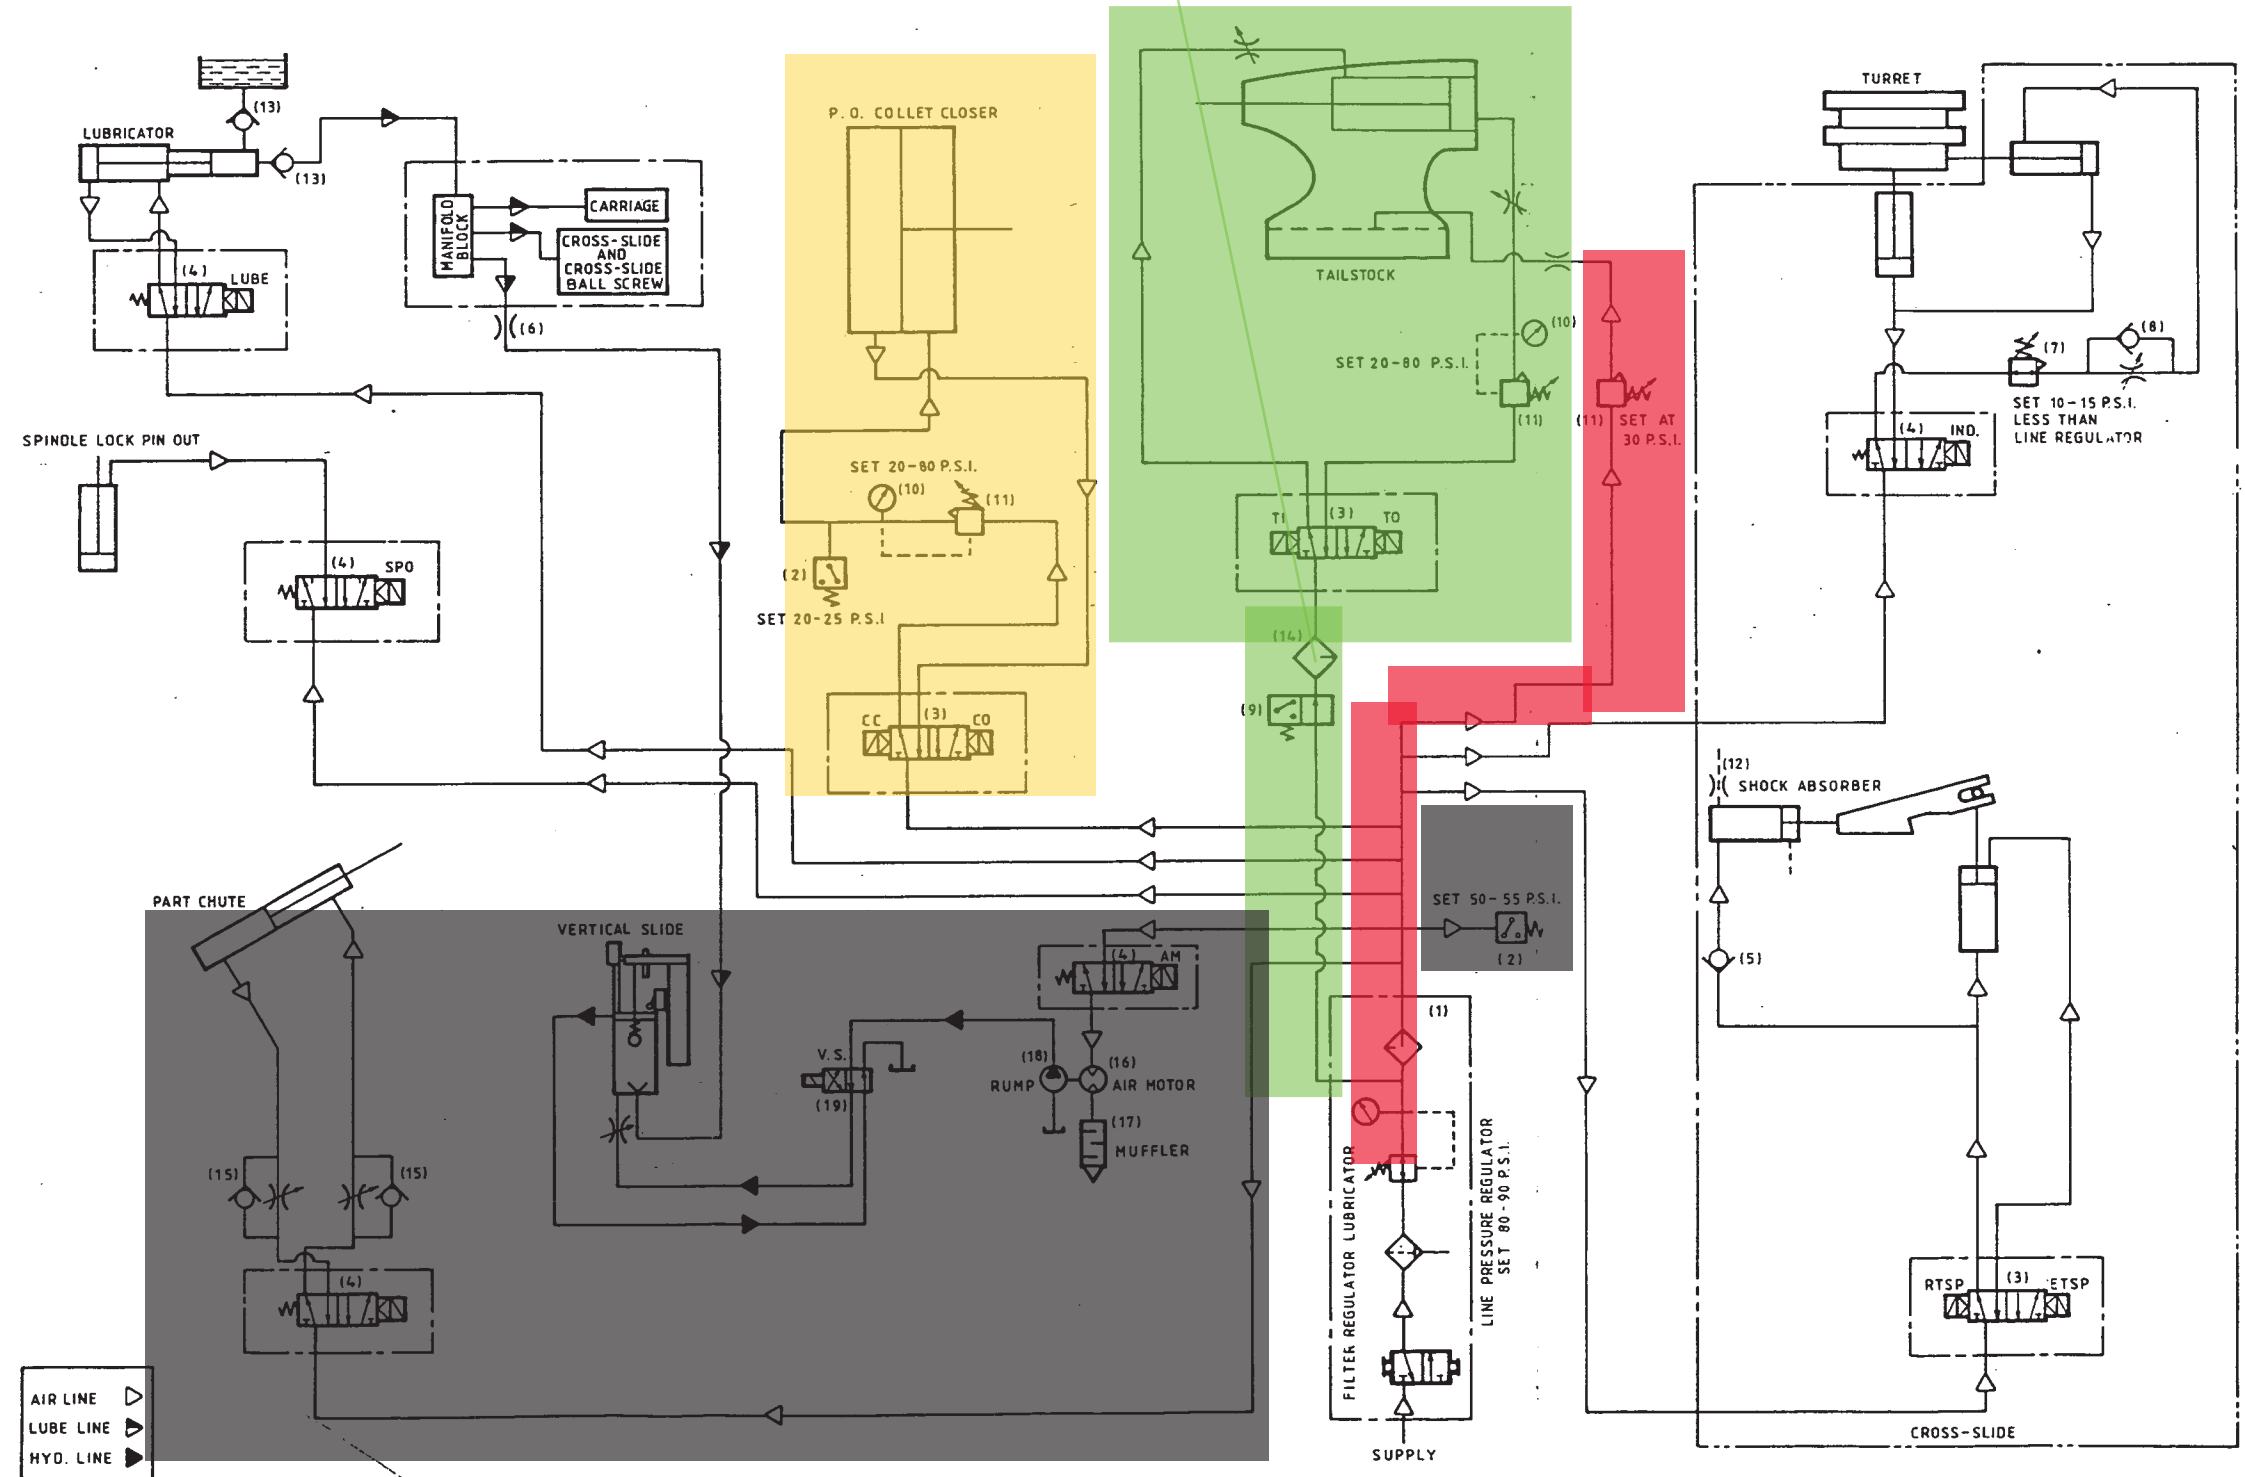 (13)
LUBRICATOR
(13)
MANIFOLD
BLOCK
CARRIAGE
CROSS-SLIDE
AND
CROSS-SLIDE
BALL SCREW
(4)
LUBE
(6)
SPINDLE LOCK PIN OUT
(4)
SPO
P.O. COLLET CLOSER
SET 20-80 P.S.I.
(10)
(11)
(2)
SET 20-25 P.S.I
CC
(3)
CO
TAILSTOCK
(10)
SET 20-80 P.S.I.
(11)
(11)
SET AT
30 P.S.I.
TI
(3)
TO
(14)
(9)
TURRET
(8)
(7)
SET 10-15 P.S.I.
LESS THAN
LINE REGULATOR
(4)
IND.
(12)
SHOCK ABSORBER
(5)
RTSP
(3)
ETSP
CROSS-SLIDE
PART CHUTE
(15)
(15)
(4)
VERTICAL SLIDE
V.S.
(19)
(4)
AM
(18)
RUMP
(16)
AIR MOTOR
(17)
MUFFLER
SET 50-55 P.S.I.
(2)
(1)
FILTER REGULATOR LUBRICATOR
LINE PRESSURE REGULATOR
SET 80-90 P.S.I.
SUPPLY
AIR LINE
LUBE LINE
HYD. LINE